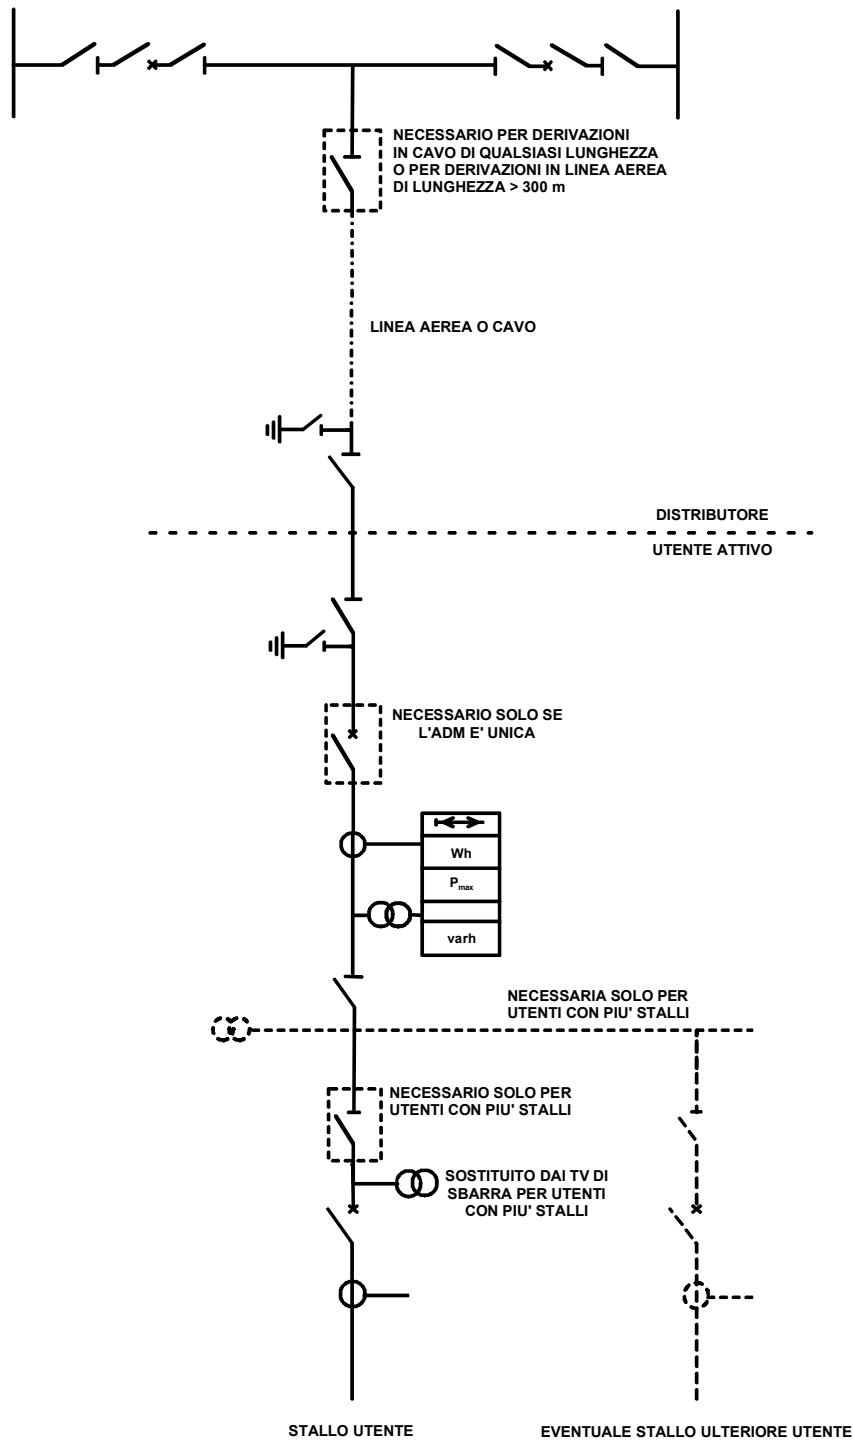 NECESSARIO PER DERIVAZIONI
IN CAVO DI QUALSIASI LUNGHEZZA
O PER DERIVAZIONI IN LINEA AEREA
DI LUNGHEZZA > 300 m
LINEA AEREA O CAVO
DISTRIBUTORE
UTENTE ATTIVO
NECESSARIO SOLO SE
L'ADM E' UNICA
Wh
Pmax
varh
NECESSARIA SOLO PER
UTENTI CON PIU' STALLI
NECESSARIO SOLO PER
UTENTI CON PIU' STALLI
SOSTITUITO DAI TV DI
SBARRA PER UTENTI
CON PIU' STALLI
STALLO UTENTE
EVENTUALE STALLO ULTERIORE UTENTE